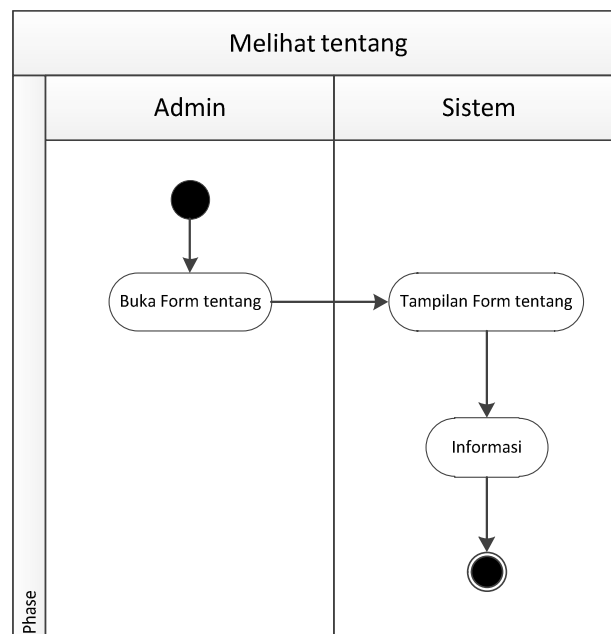 Melihat tentang
Admin
Sistem
Buka Form tentang
Tampilan Form tentang
Informasi
Phase